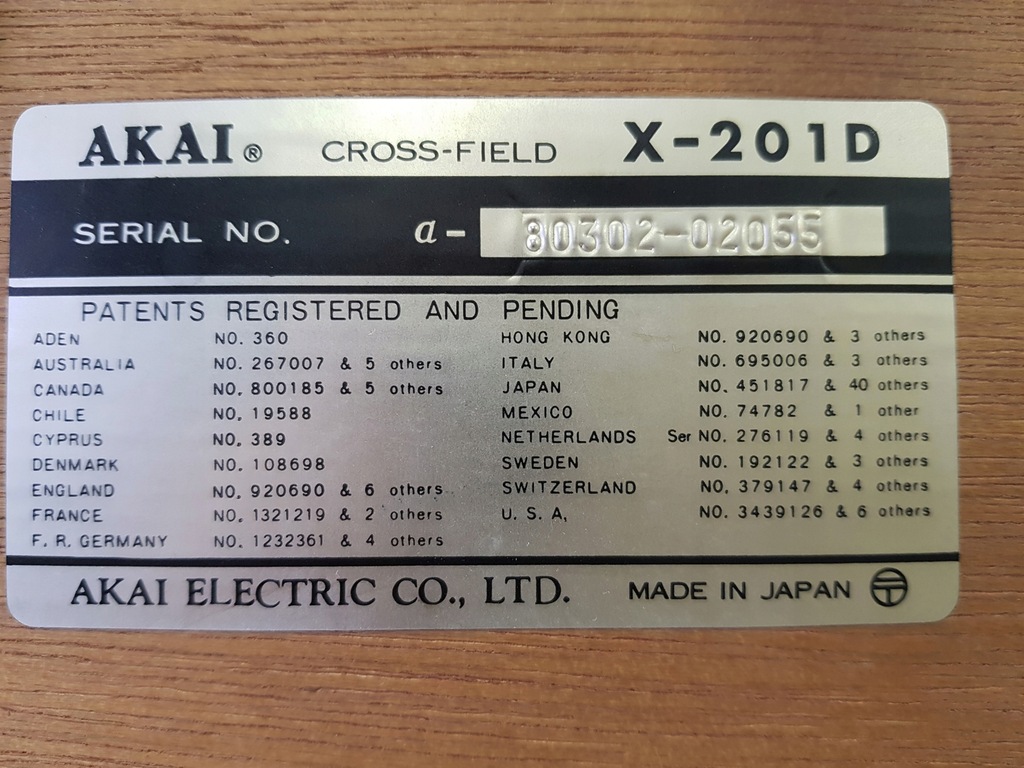 AKAI® CROSS-FIELD X-201D
SERIAL NO. a- 80302-02055
PATENTS REGISTERED AND PENDING
ADEN NO. 360
AUSTRALIA NO. 267007 & 5 others
CANADA NO. 800185 & 5 others
CHILE NO. 19588
CYPRUS NO. 389
DENMARK NO. 108698
ENGLAND NO. 920690 & 6 others
FRANCE NO. 1321219 & 2 others
F. R. GERMANY NO. 1232361 & 4 others
HONG KONG NO. 920690 & 3 others
ITALY NO. 695006 & 3 others
JAPAN NO. 451817 & 40 others
MEXICO NO. 74782 & 1 other
NETHERLANDS Ser NO. 276119 & 4 others
SWEDEN NO. 192122 & 3 others
SWITZERLAND NO. 379147 & 4 others
U. S. A, NO. 3439126 & 6 others
AKAI ELECTRIC CO., LTD. MADE IN JAPAN